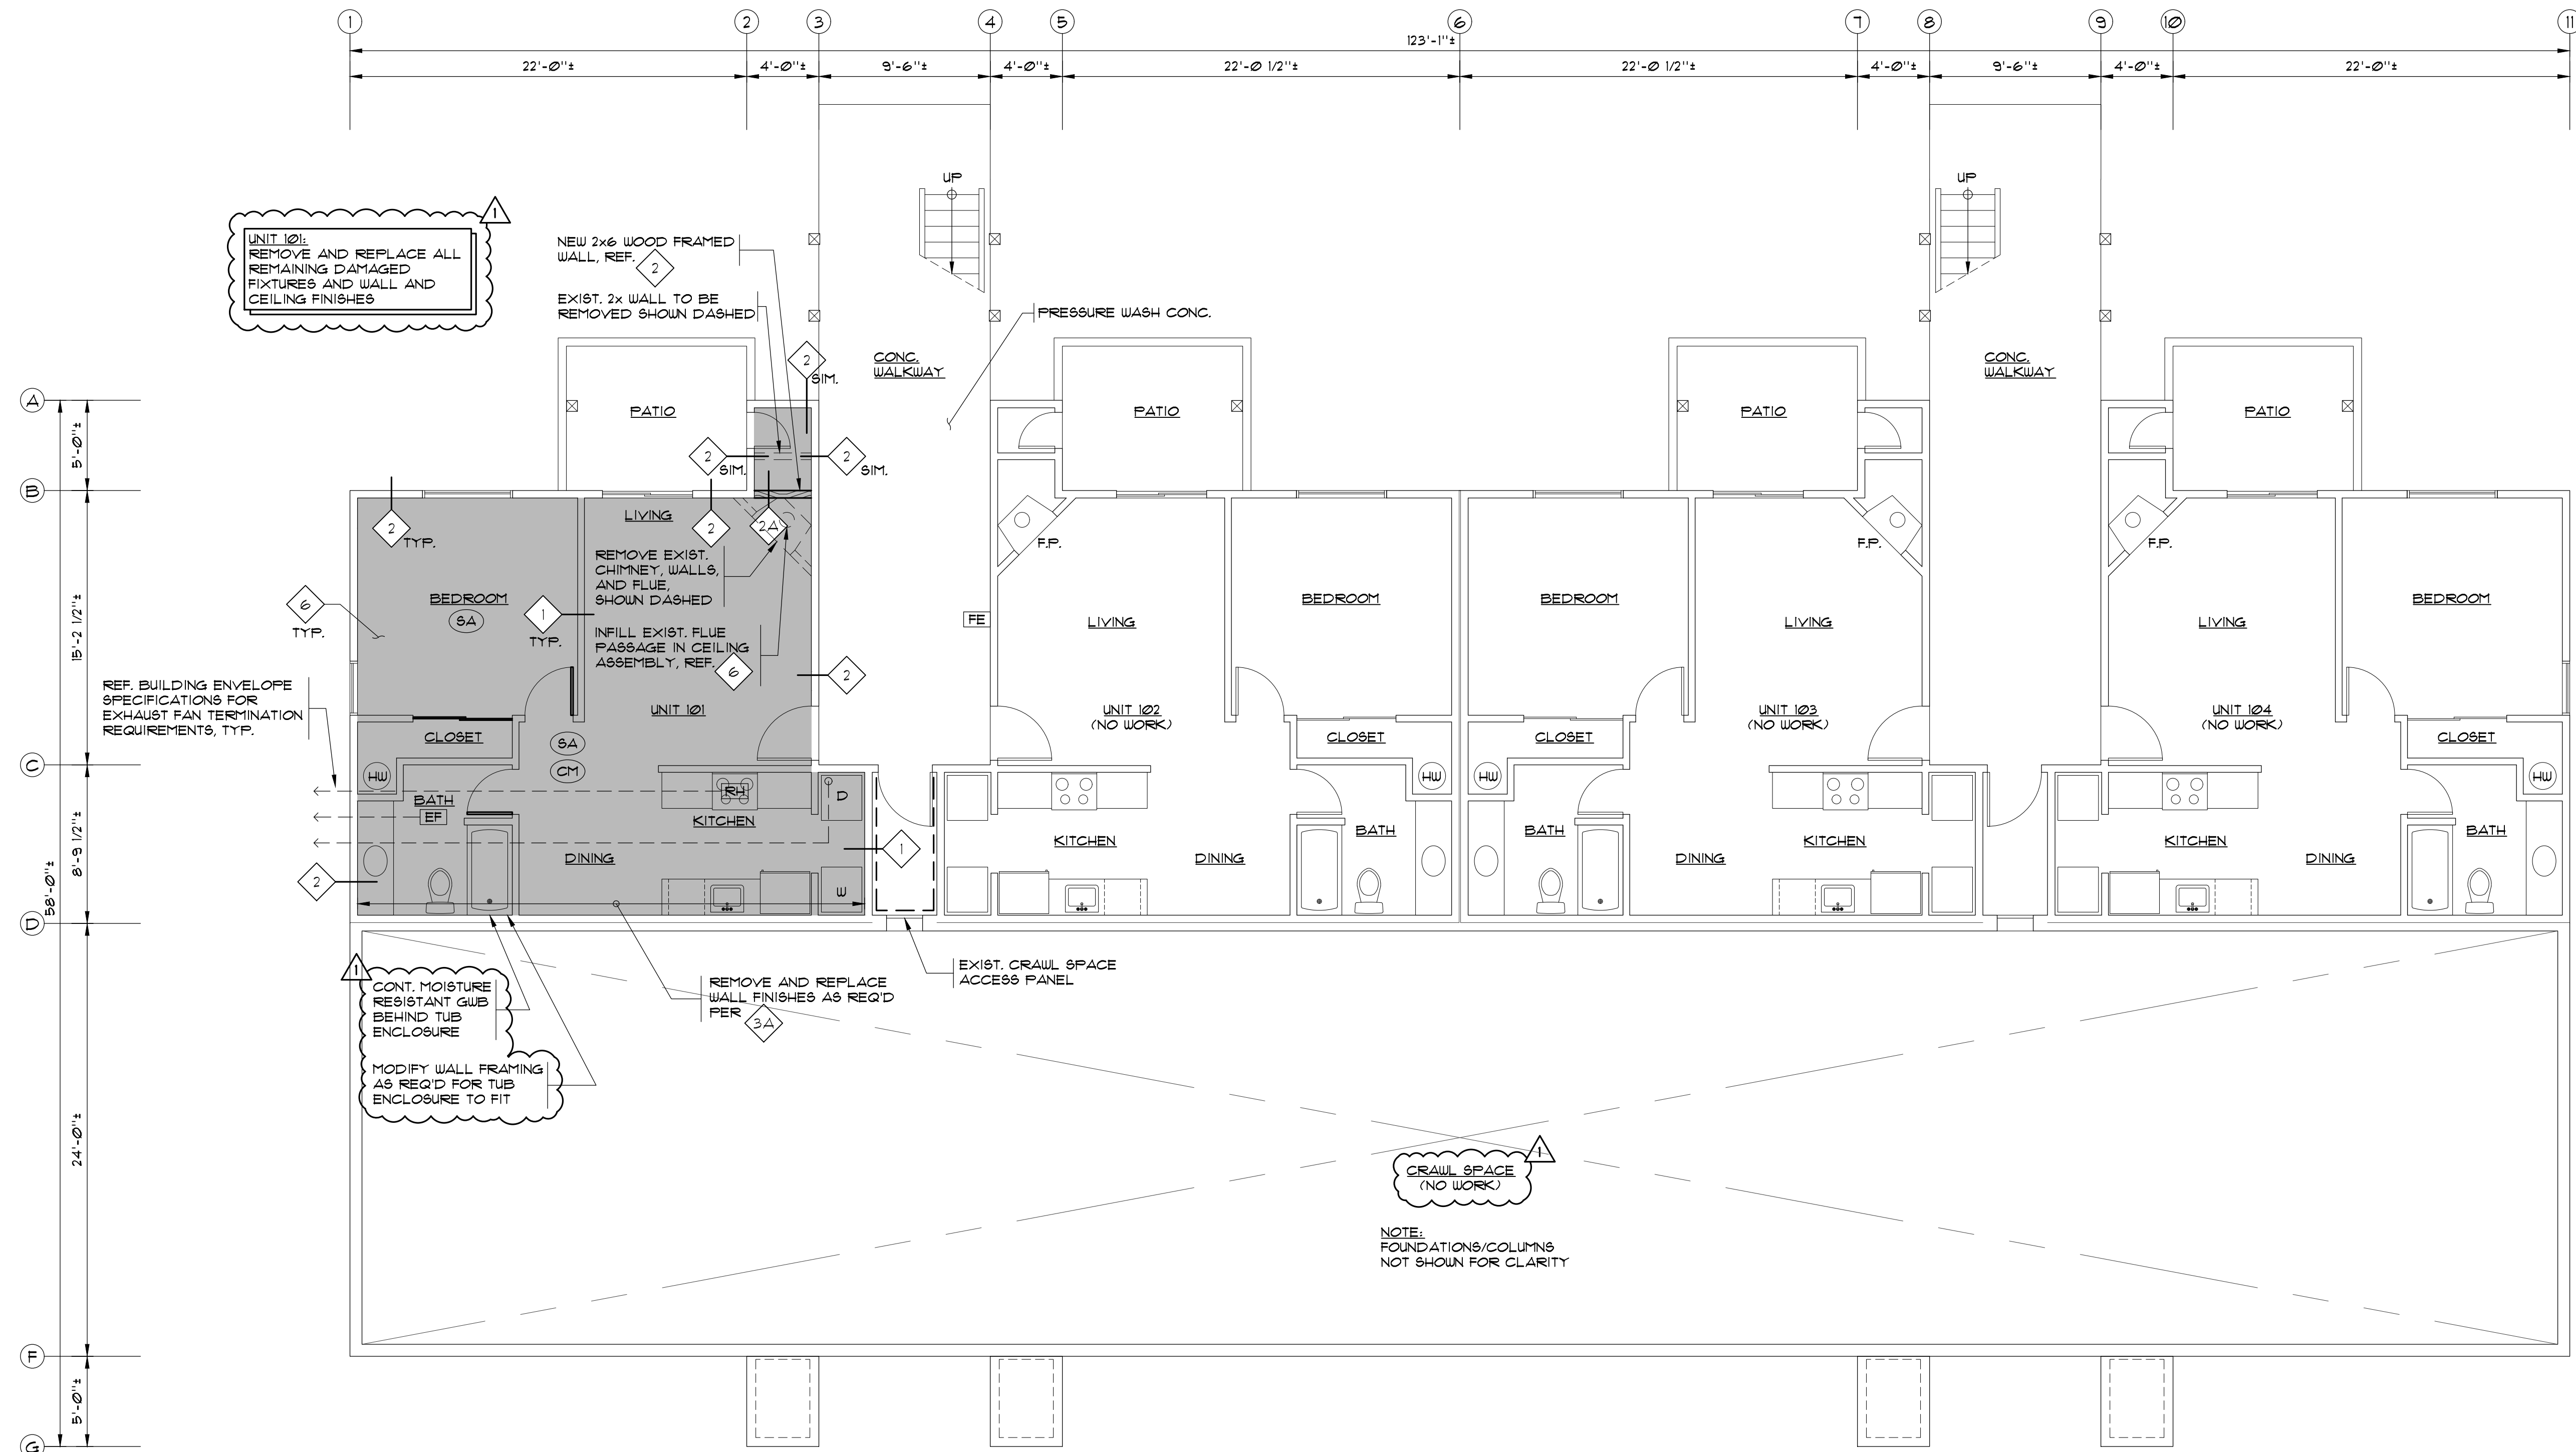 1 2 3 4 5 6 7 8 9 10 11
123'-1"±
22'-0"± 4'-0"± 9'-6"± 4'-0"± 22'-0 1/2"± 22'-0 1/2"± 4'-0"± 9'-6"± 4'-0"± 22'-0"±
UP
UP
1
UNIT 101:
REMOVE AND REPLACE ALL
REMAINING DAMAGED
FIXTURES AND WALL AND
CEILING FINISHES
NEW 2x6 WOOD FRAMED
WALL, REF.
2
EXIST. 2x WALL TO BE
REMOVED SHOWN DASHED
PRESSURE WASH CONC.
2
SIM.
CONC.
WALKWAY
CONC.
WALKWAY
A
B
C
D
F
G
5'-0"±
15'-2 1/2"±
8'-9 1/2"±
58'-0"±
24'-0"±
5'-0"±
PATIO
PATIO
PATIO
PATIO
2
SIM.
2
SIM.
2
TYP.
LIVING
2
2A
REMOVE EXIST.
CHIMNEY, WALLS,
AND FLUE,
SHOWN DASHED
F.P.
F.P.
F.P.
6
TYP.
BEDROOM
SA
1
TYP.
INFILL EXIST. FLUE
PASSAGE IN CEILING
ASSEMBLY, REF.
6
2
FE
LIVING
BEDROOM
BEDROOM
LIVING
LIVING
BEDROOM
REF. BUILDING ENVELOPE
SPECIFICATIONS FOR
EXHAUST FAN TERMINATION
REQUIREMENTS, TYP.
UNIT 101
UNIT 102
(NO WORK)
UNIT 103
(NO WORK)
UNIT 104
(NO WORK)
CLOSET
SA
CM
CLOSET
CLOSET
CLOSET
HW
HW
HW
HW
BATH
EF
RH
D
KITCHEN
DINING
W
1
2
KITCHEN
DINING
BATH
BATH
DINING
KITCHEN
KITCHEN
DINING
BATH
1
CONT. MOISTURE
RESISTANT GWB
BEHIND TUB
ENCLOSURE
MODIFY WALL FRAMING
AS REQ'D FOR TUB
ENCLOSURE TO FIT
REMOVE AND REPLACE
WALL FINISHES AS REQ'D
PER
3A
EXIST. CRAWL SPACE
ACCESS PANEL
1
CRAWL SPACE
(NO WORK)
NOTE:
FOUNDATIONS/COLUMNS
NOT SHOWN FOR CLARITY